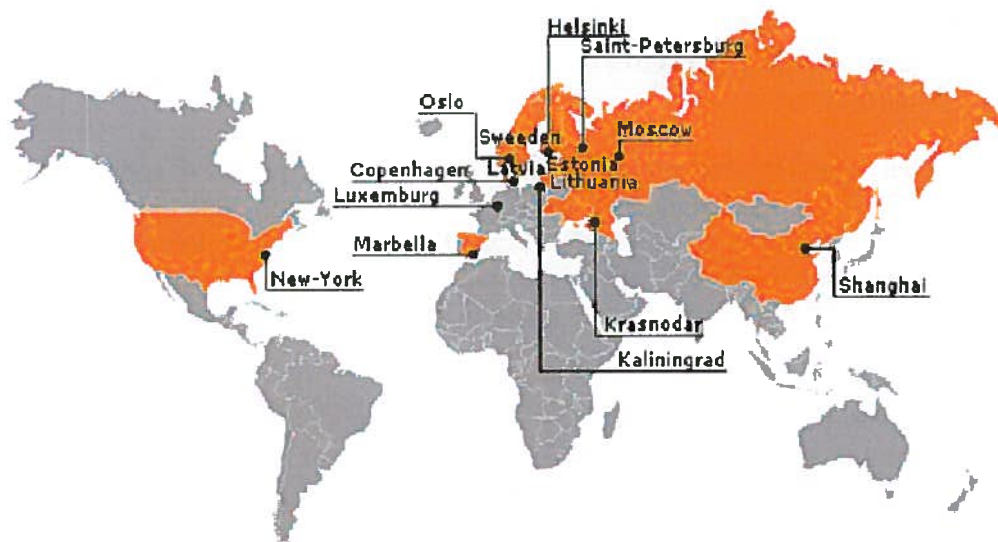 Helsinki
Saint-Petersburg
Oslo
Sweeden
Moscow
Copenhagen
Latvia
Estonia
Lithuania
Luxemburg
Marbella
New-York
Shanghai
Krasnodar
Kaliningrad